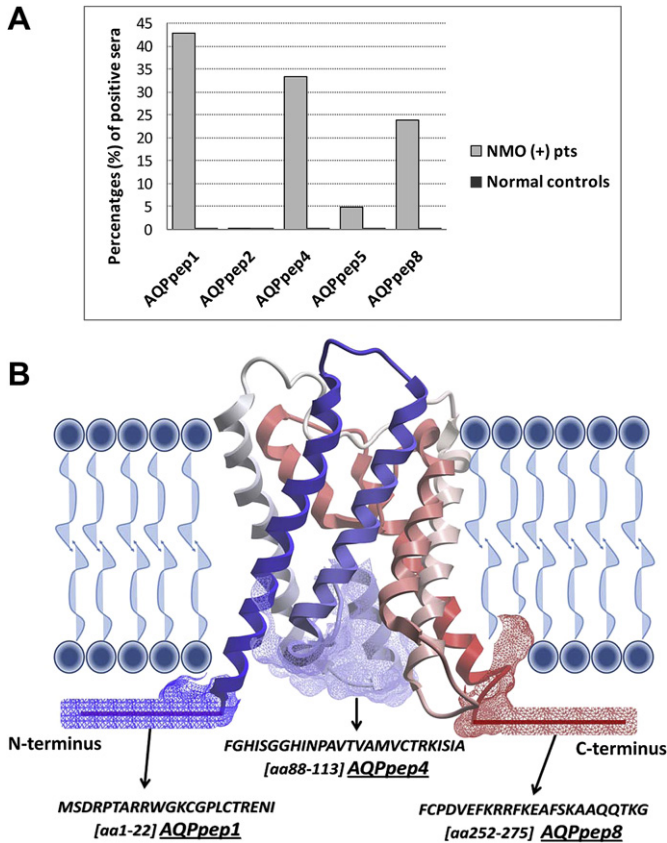 A
Percenatges (%) of positive sera
45
40
35
30
25
20
15
10
5
0
AQPpep1
AQPpep2
AQPpep4
AQPpep5
AQPpep8
NMO (+) pts
Normal controls
B
N-terminus
C-terminus
FGHISGGHINPAVTVAMVCTRKISIA
[aa88-113] AQPpep4
MSDRPTARRWGKCGPLCTRENI
[aa1-22] AQPpep1
FCPDVEFKRRFKEAFSKAAQQTKG
[aa252-275] AQPpep8